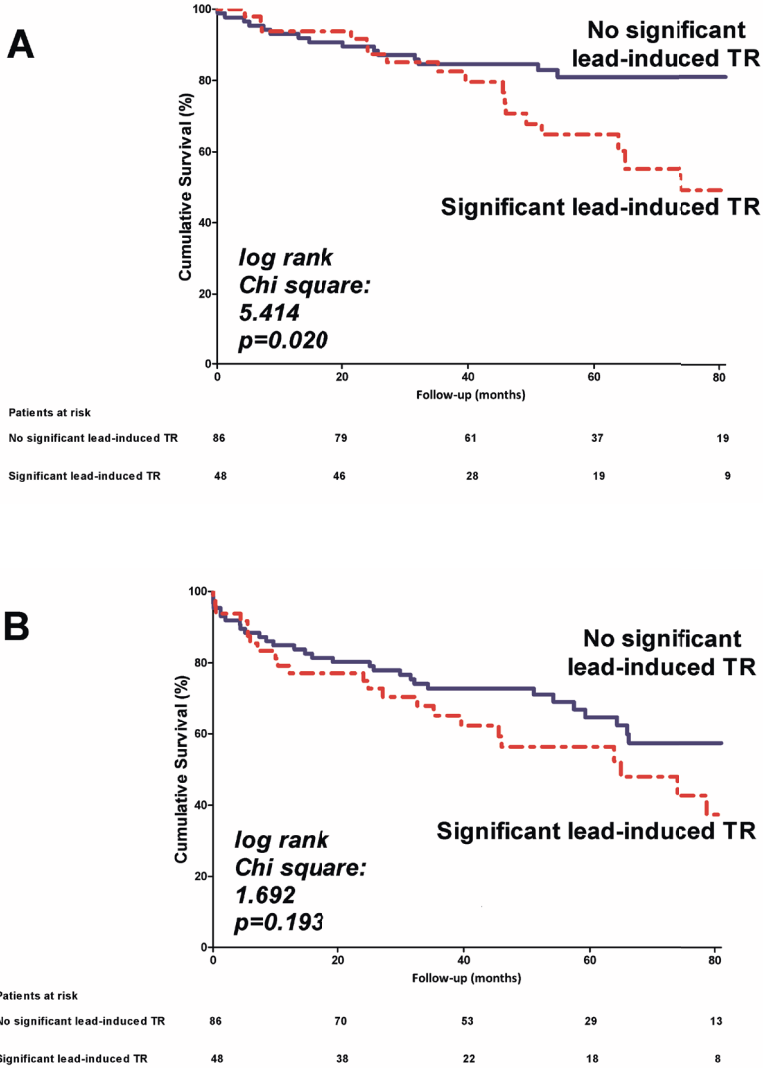 A
No significant
lead-induced TR
100
80
60
40
20
0
Cumulative Survival (%)
Significant lead-induced TR
log rank
Chi square:
5.414
p=0.020
0 20 40 60 80
Follow-up (months)
Patients at risk
No significant lead-induced TR 86 79 61 37 19
Significant lead-induced TR 48 46 28 19 9
B
No significant
lead-induced TR
100
80
60
40
20
0
Cumulative Survival (%)
Significant lead-induced TR
log rank
Chi square:
1.692
p=0.193
0 20 40 60 80
Follow-up (months)
Patients at risk
No significant lead-induced TR 86 70 53 29 13
Significant lead-induced TR 48 38 22 18 8